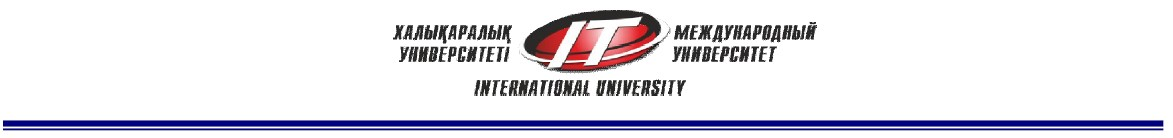 ХАЛЫҚАРАЛЫҚ IT МЕЖДУНАРОДНЫЙ
УНИВЕРСИТЕТІ УНИВЕРСИТЕТ
INTERNATIONAL UNIVERSITY